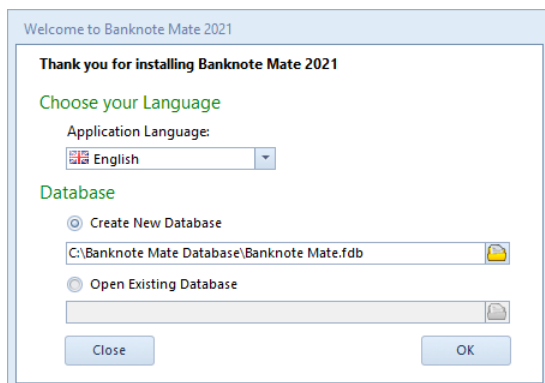 Welcome to Banknote Mate 2021
Thank you for installing Banknote Mate 2021
Choose your Language
Application Language:
English
Database
Create New Database
C:\Banknote Mate Database\Banknote Mate.fdb
Open Existing Database
Close OK